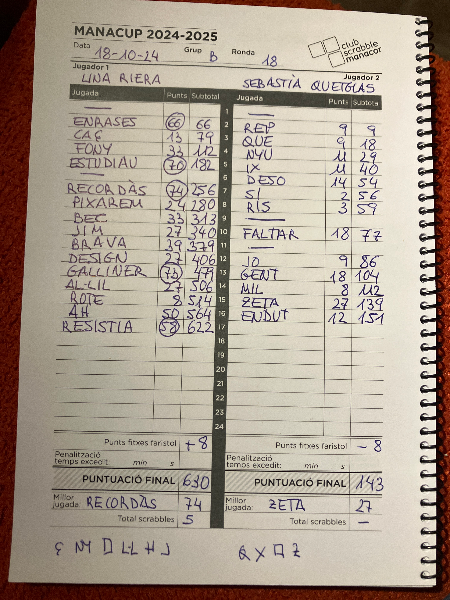 MANACUP 2024-2025
Data 18-10-24 Grup B Ronda 18
club scrabble manacor
Jugador 1 Jugador 2
LINA RIERA SEBASTIÀ QUETGLAS
Jugada Punts Subtotal Jugada Punts Subtotal
— 1 —
ENRASES 66 66 2 REP 9 9
CAÇ 13 79 3 QUE 9 18
FONY 33 112 4 NYU 11 29
ESTUDIAU 70 182 5 IX 11 40
— 6 DESO 14 54
RECORDÀS 74 256 7 SÍ 2 56
PIXAREM 24 280 8 RIS 3 59
BEC 33 313 9 —
JIM 27 340 10 FALTAR 18 77
BRAVA 39 379 11 —
DESIGN 27 406 12 JO 9 86
GALLINER 73 479 13 GENT 18 104
AL·LIL 27 506 14 MIL 8 112
ROTE 8 514 15 ZETA 27 139
AH 50 564 16 ENDUT 12 151
RESISTIA 58 622 17
18
19
20
21
22
23
24
Punts fitxes faristol +8 Punts fitxes faristol -8
Penalització temps excedit: min s Penalització temps excedit: min s
PUNTUACIÓ FINAL 630 PUNTUACIÓ FINAL 143
Millor jugada: RECORDÀS 74 Millor jugada: ZETA 27
Total scrabbles 5 Total scrabbles —